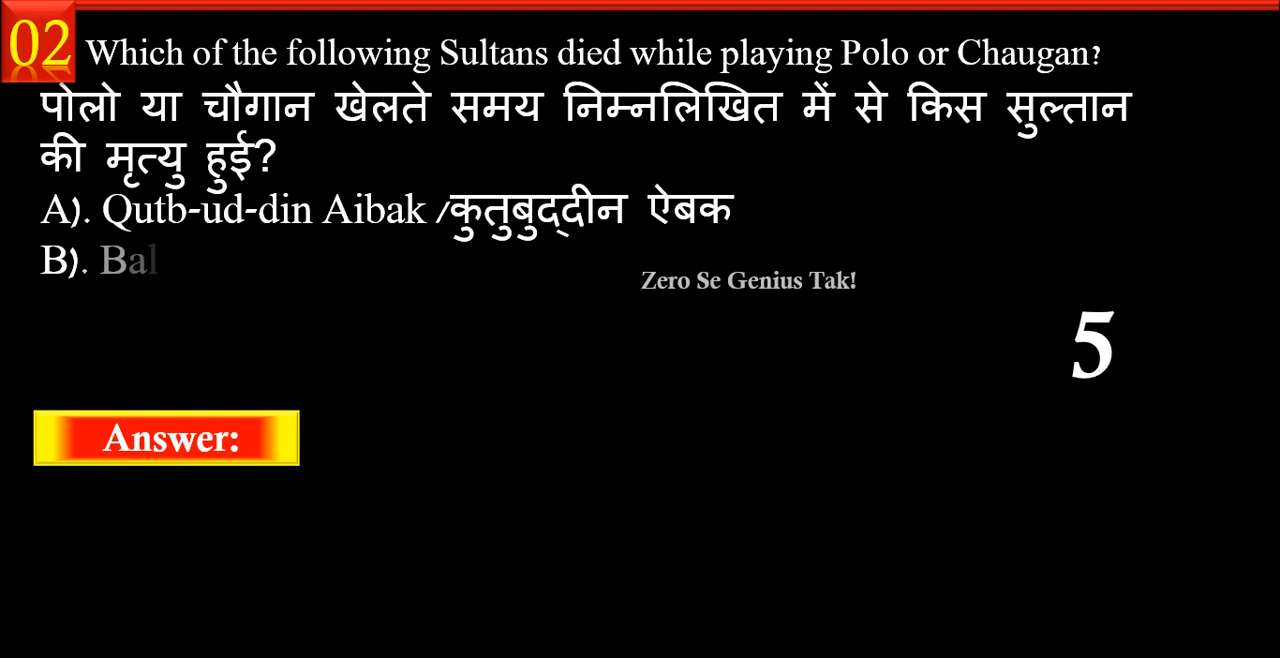 02 Which of the following Sultans died while playing Polo or Chaugan?
पोलो या चौगान खेलते समय निम्नलिखित में से किस सुल्तान
की मृत्यु हुई?
A). Qutb-ud-din Aibak /कुतुबुद्दीन ऐबक
B). Bal
Zero Se Genius Tak!
5
Answer: